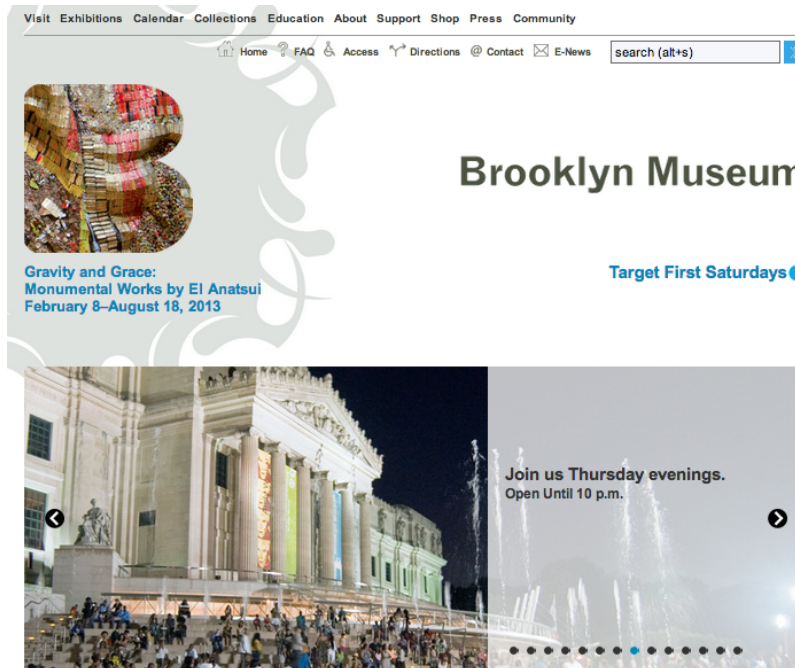 Visit Exhibitions Calendar Collections Education About Support Shop Press Community
Home FAQ Access Directions @ Contact E-News search (alt+s)
B
Brooklyn Museum
Gravity and Grace:
Monumental Works by El Anatsui
February 8–August 18, 2013
Target First Saturdays
Join us Thursday evenings.
Open Until 10 p.m.